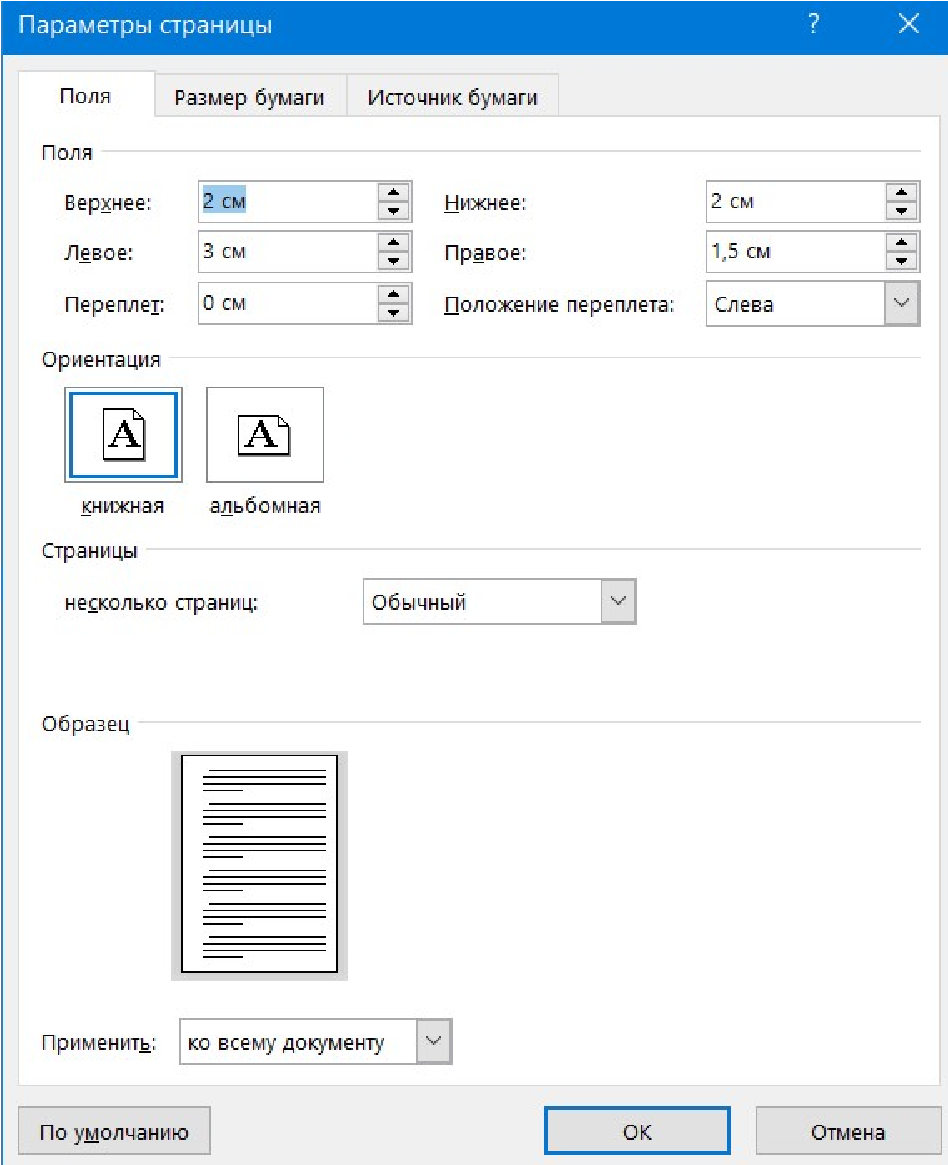 Параметры страницы ?
Поля Размер бумаги Источник бумаги
Поля
Верхнее: 2 см Нижнее: 2 см
Левое: 3 см Правое: 1,5 см
Переплет: 0 см Положение переплета: Слева
Ориентация
A A
книжная альбомная
Страницы
несколько страниц: Обычный
Образец
Применить: ко всему документу
По умолчанию ОК Отмена